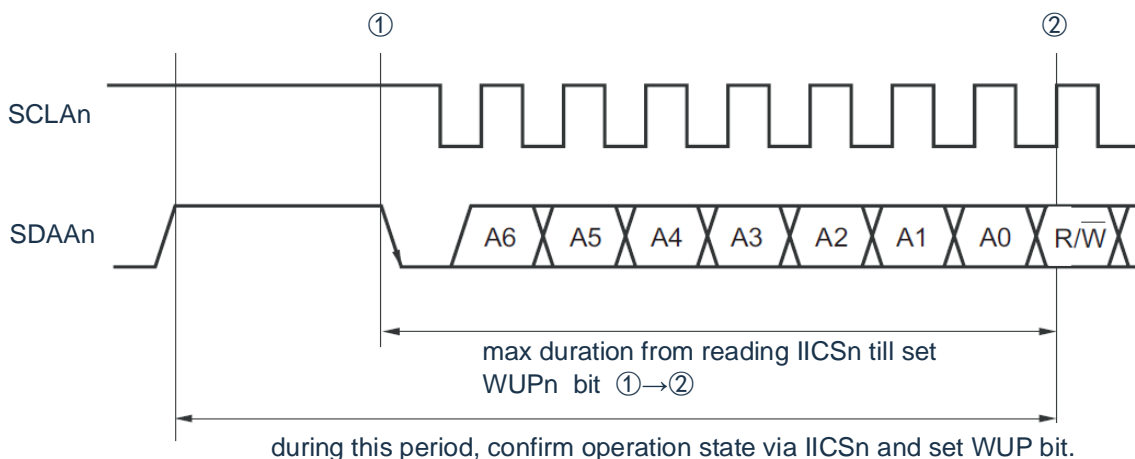 ① ②
SCLAn
SDAAn A6 A5 A4 A3 A2 A1 A0 R/W̅
max duration from reading IICSn till set
WUPn bit ①→②
during this period, confirm operation state via IICSn and set WUP bit.